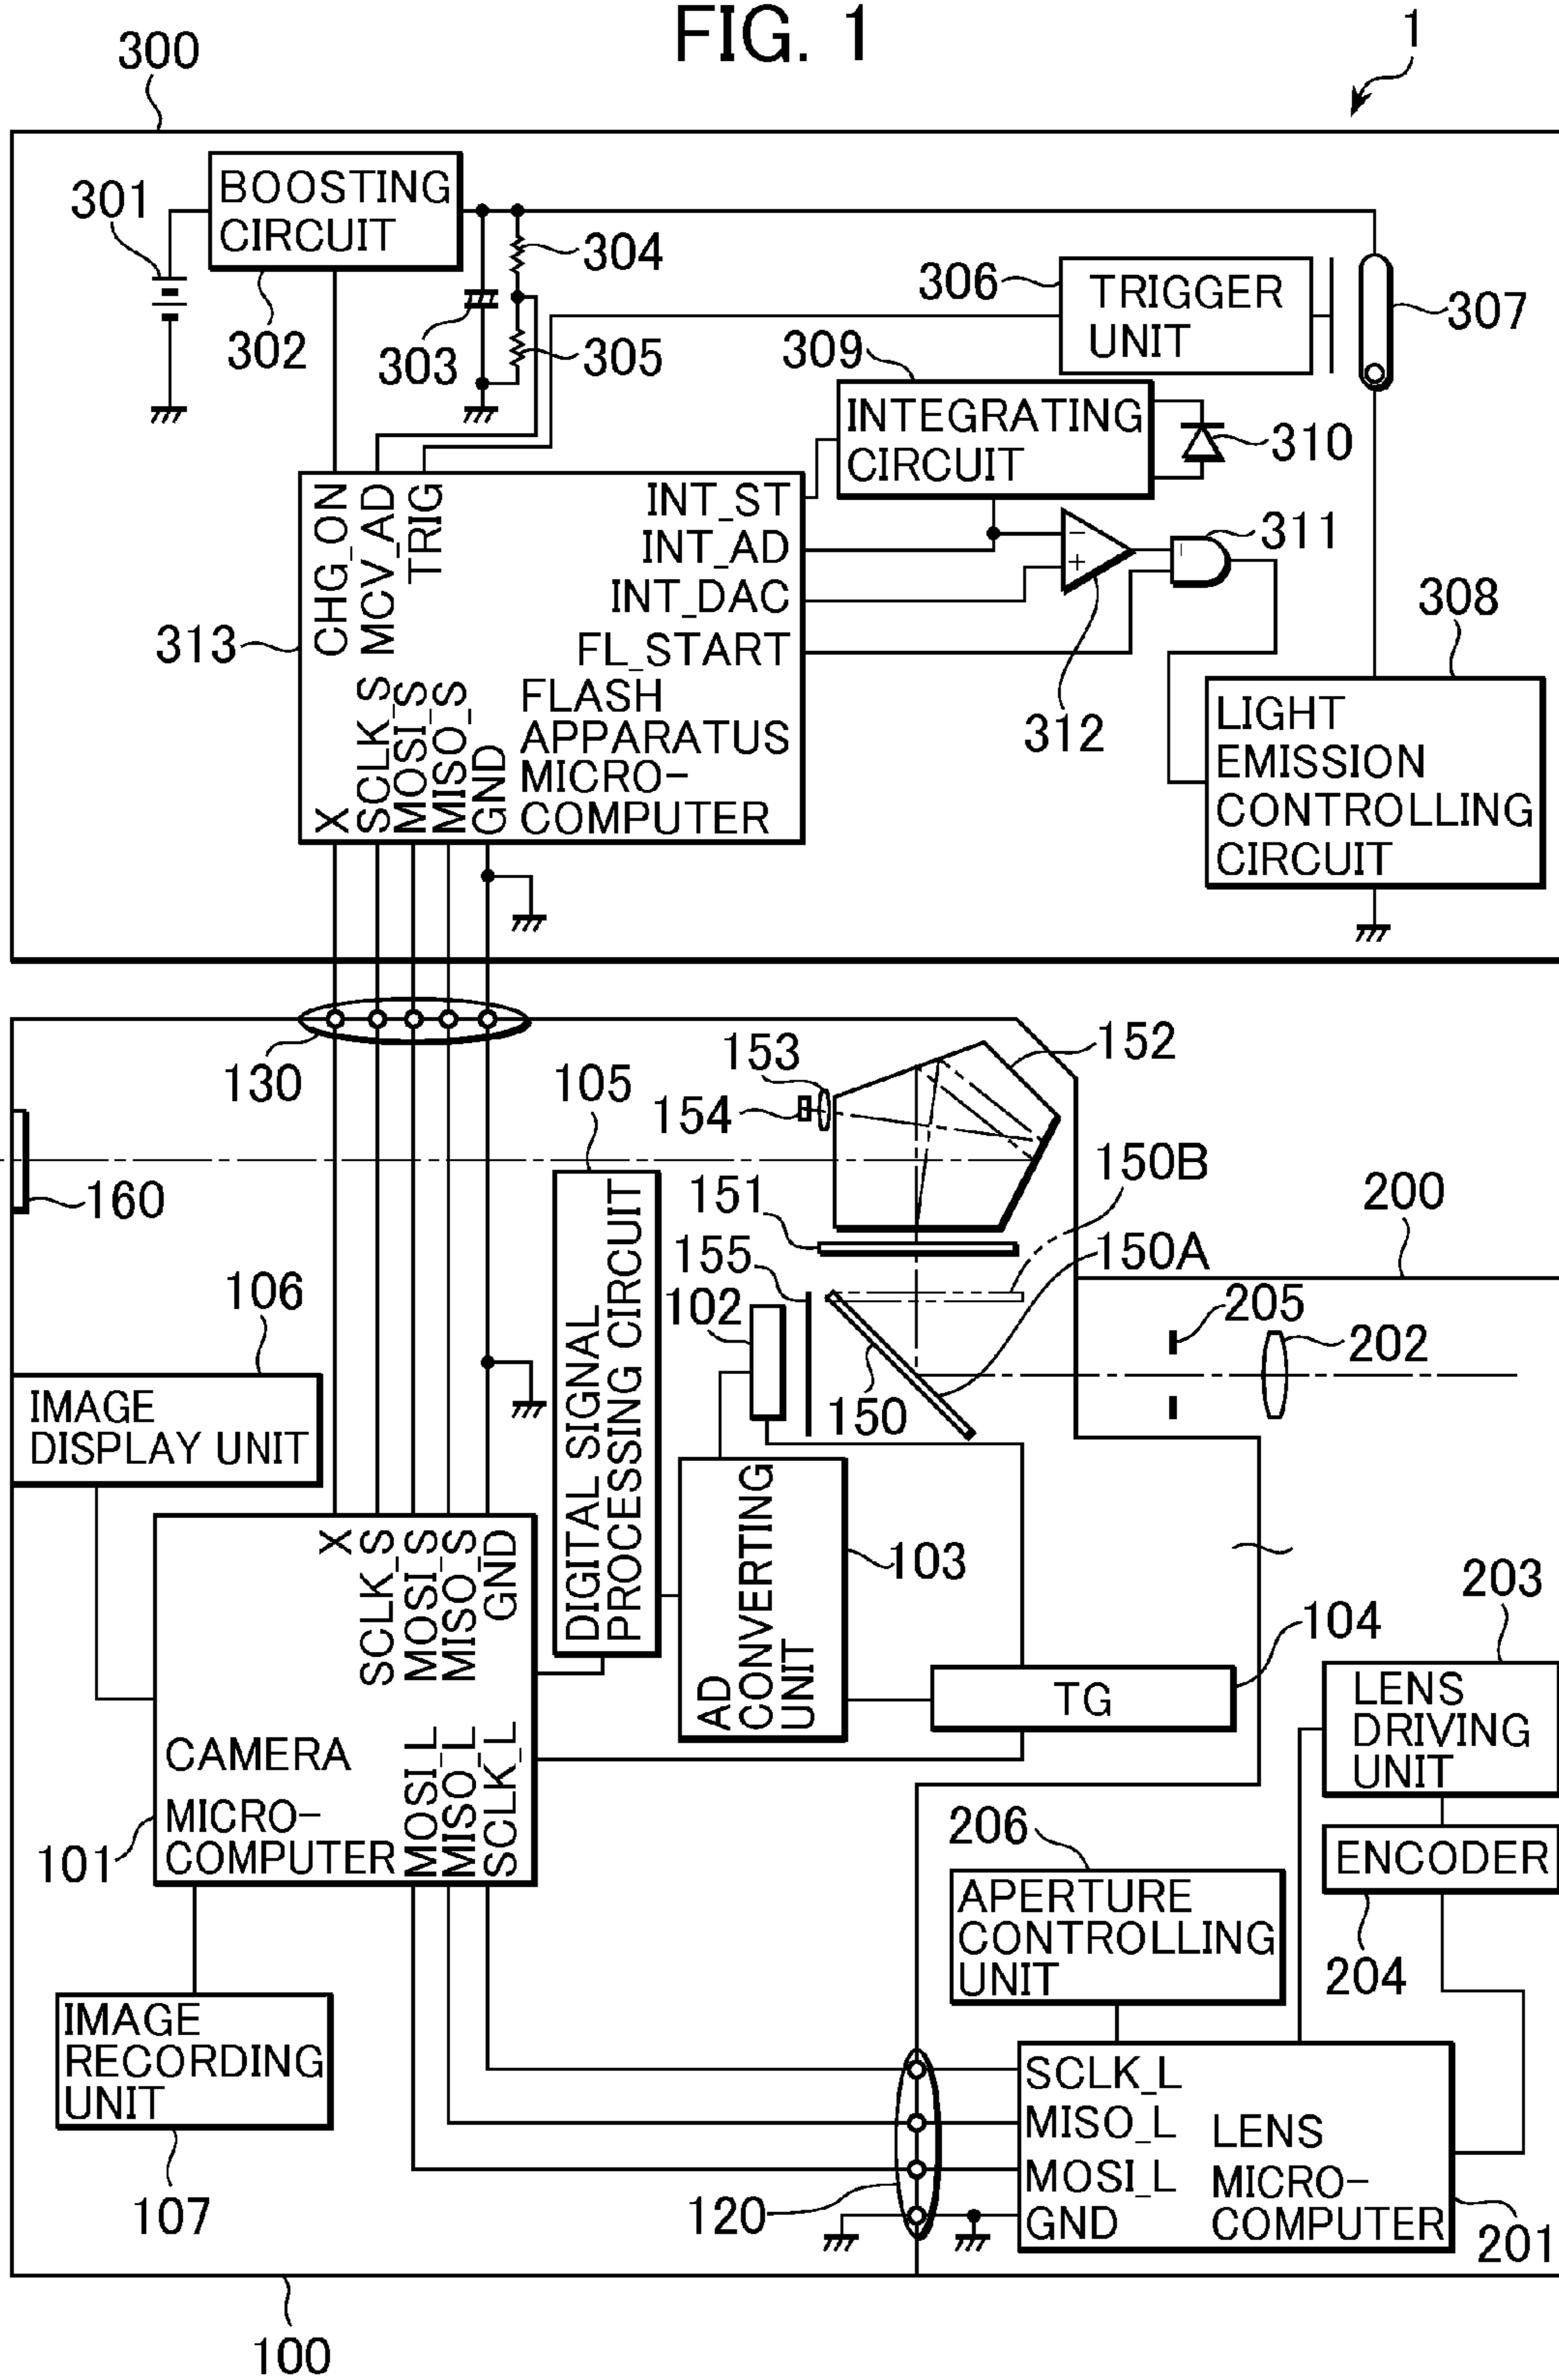 FIG. 1
1
300
BOOSTING
CIRCUIT
301
302
303
304
305
306
TRIGGER
UNIT
307
309
INTEGRATING
CIRCUIT
310
311
312
308
LIGHT
EMISSION
CONTROLLING
CIRCUIT
313
CHG_ON
MCV_AD
TRIG
INT_ST
INT_AD
INT_DAC
FL_START
FLASH
APPARATUS
MICRO-
COMPUTER
X
SCLK_S
MOSI_S
MISO_S
GND
130
153
154
152
105
160
151
155
150B
150A
200
102
150
205
202
106
IMAGE
DISPLAY UNIT
DIGITAL SIGNAL
PROCESSING CIRCUIT
AD
CONVERTING
UNIT
103
X
SCLK_S
MOSI_S
MISO_S
GND
CAMERA
MICRO-
COMPUTER
MOSI_L
MISO_L
SCLK_L
101
104
TG
203
LENS
DRIVING
UNIT
206
ENCODER
204
APERTURE
CONTROLLING
UNIT
IMAGE
RECORDING
UNIT
107
120
SCLK_L
MISO_L
MOSI_L
GND
LENS
MICRO-
COMPUTER
201
100